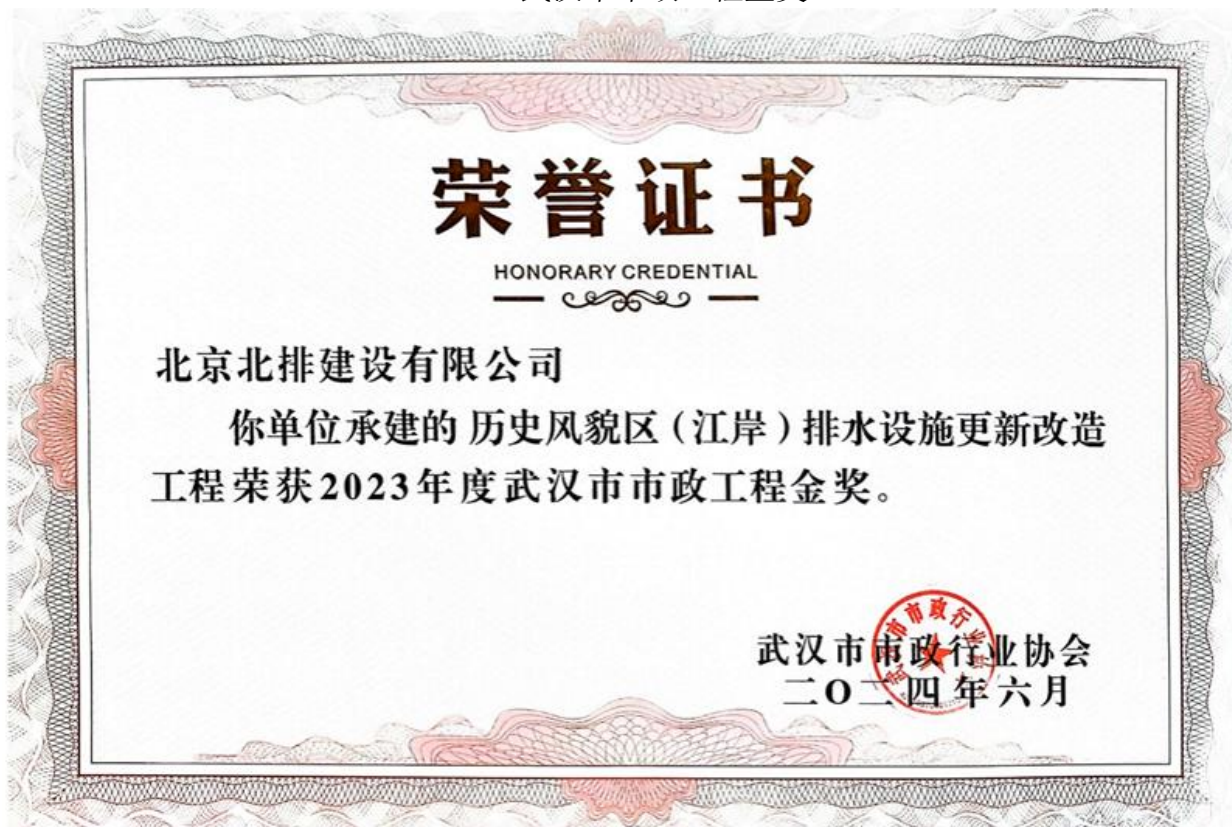 荣誉证书
HONORARY CREDENTIAL
北京北排建设有限公司
你单位承建的 历史风貌区（江岸）排水设施更新改造
工程荣获2023年度武汉市市政工程金奖。
武汉市市政行业协会
二O二四年六月